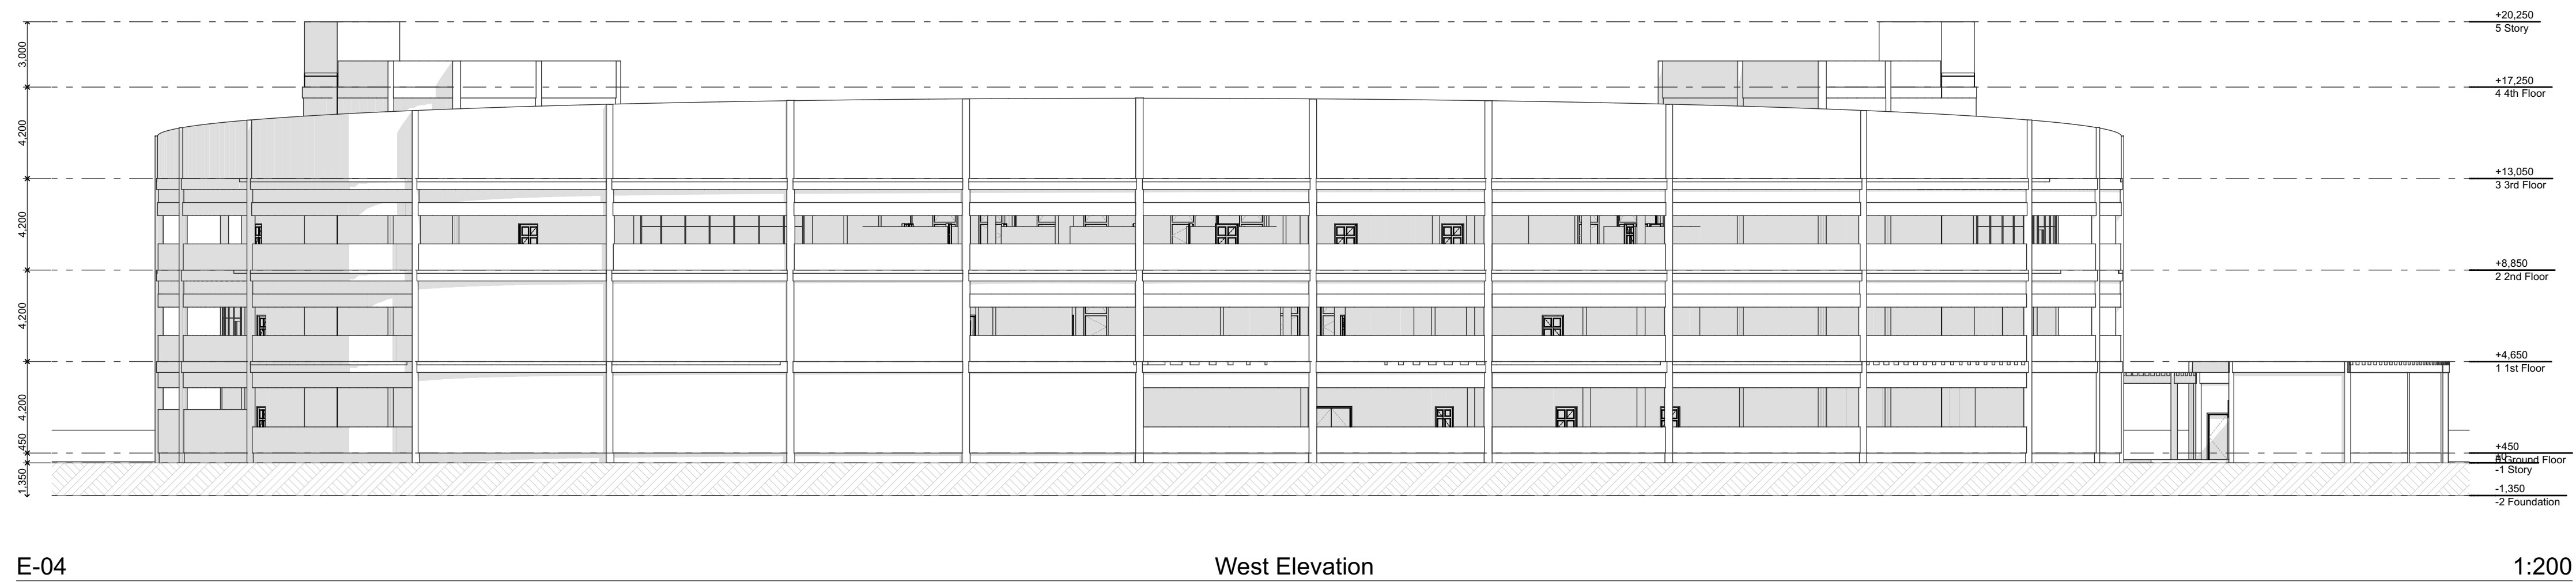 +20,250
5 Story
3,000
+17,250
4 4th Floor
4,200
+13,050
3 3rd Floor
4,200
+8,850
2 2nd Floor
4,200
+4,650
1 1st Floor
4,200
+450
Ground Floor
450
-1 Story
1,350
-1,350
-2 Foundation
E-04
West Elevation
1:200